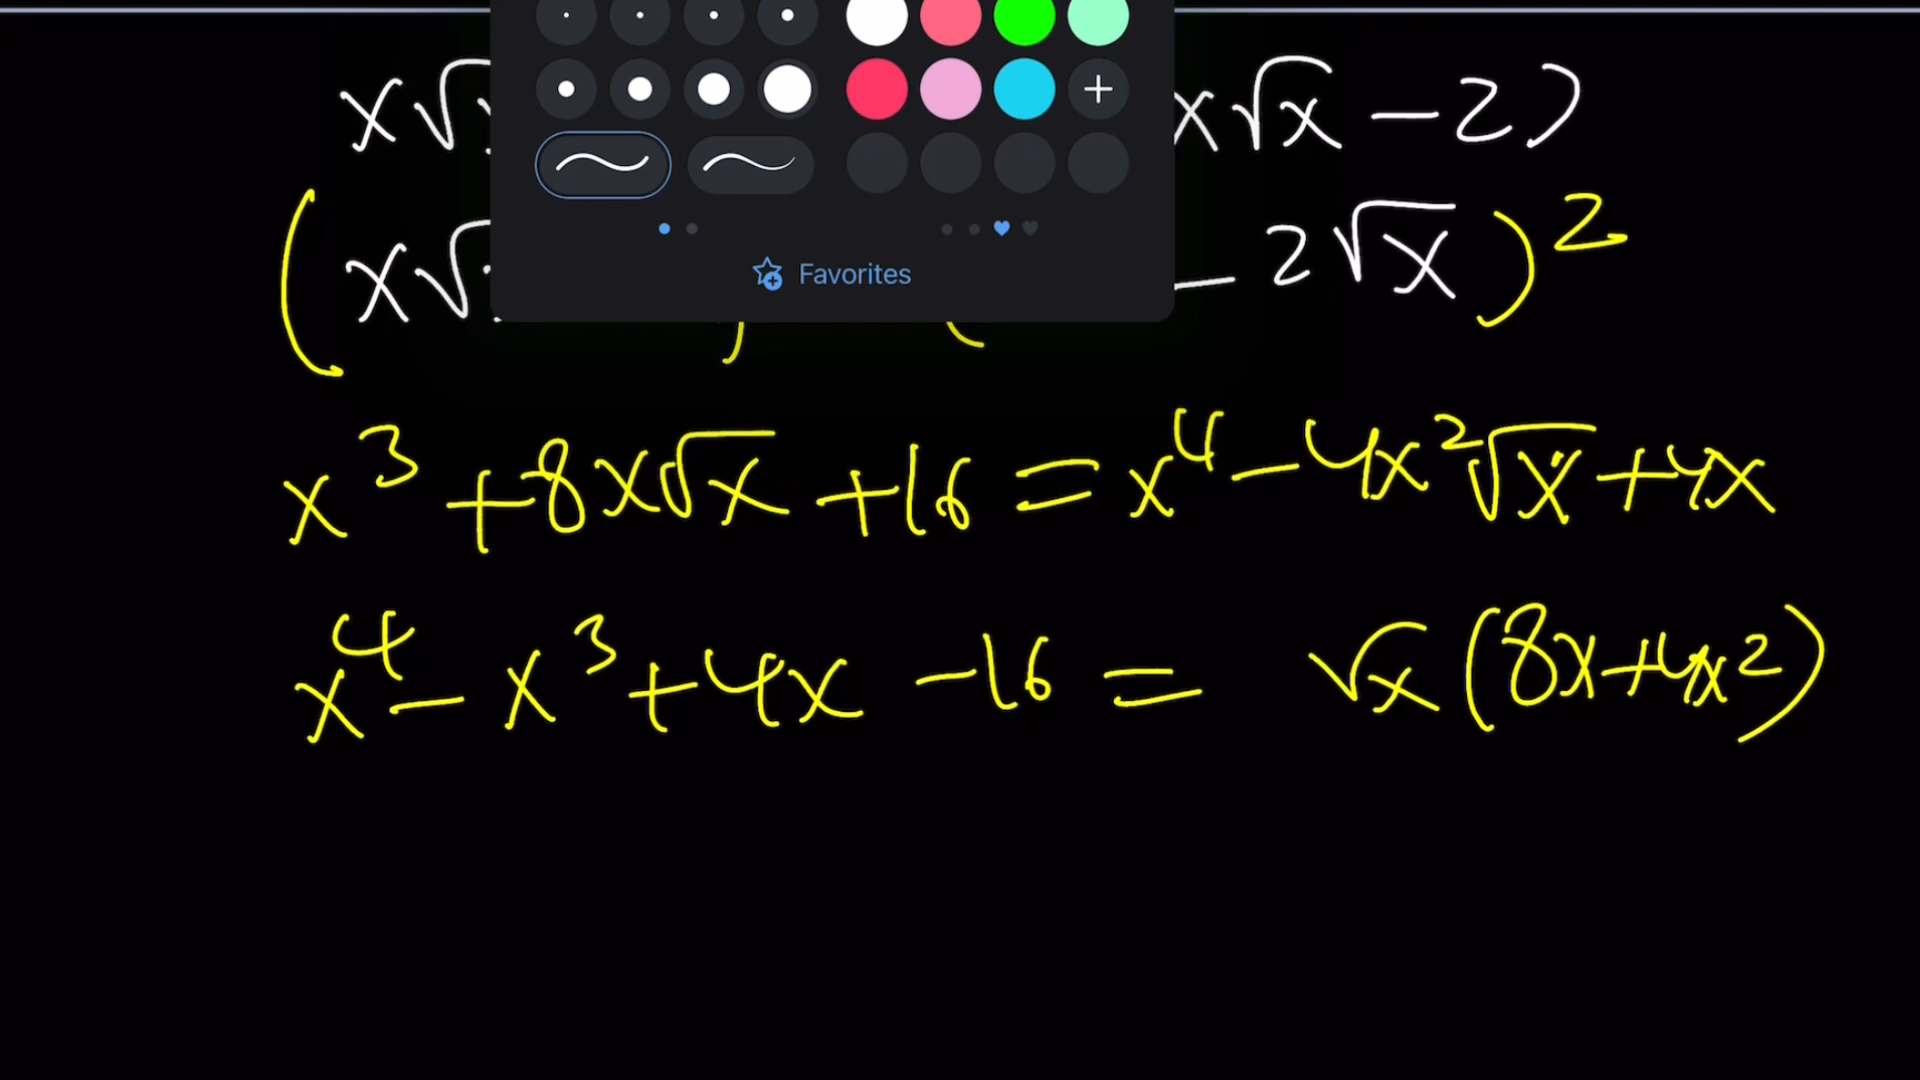 x√ x√x − 2)
(x√ − 2√x)²
Favorites
x³ + 8x√x + 16 = x⁴ − 4x²√x + 4x
x⁴ − x³ + 4x − 16 = √x(8x + 4x²)